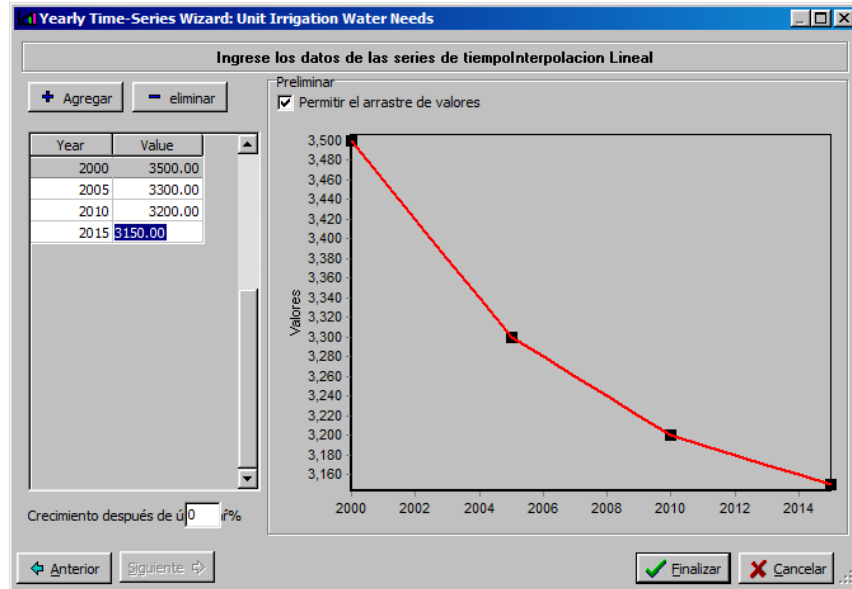 Yearly Time-Series Wizard: Unit Irrigation Water Needs
Ingrese los datos de las series de tiempoInterpolacion Lineal
Agregar
eliminar
Year Value
2000 3500.00
2005 3300.00
2010 3200.00
2015 3150.00
Crecimiento después de ú 0 %
Preliminar
Permitir el arrastre de valores
Valores
3,500
3,480
3,460
3,440
3,420
3,400
3,380
3,360
3,340
3,320
3,300
3,280
3,260
3,240
3,220
3,200
3,180
3,160
2000 2002 2004 2006 2008 2010 2012 2014
Anterior
Siguiente
Finalizar
Cancelar